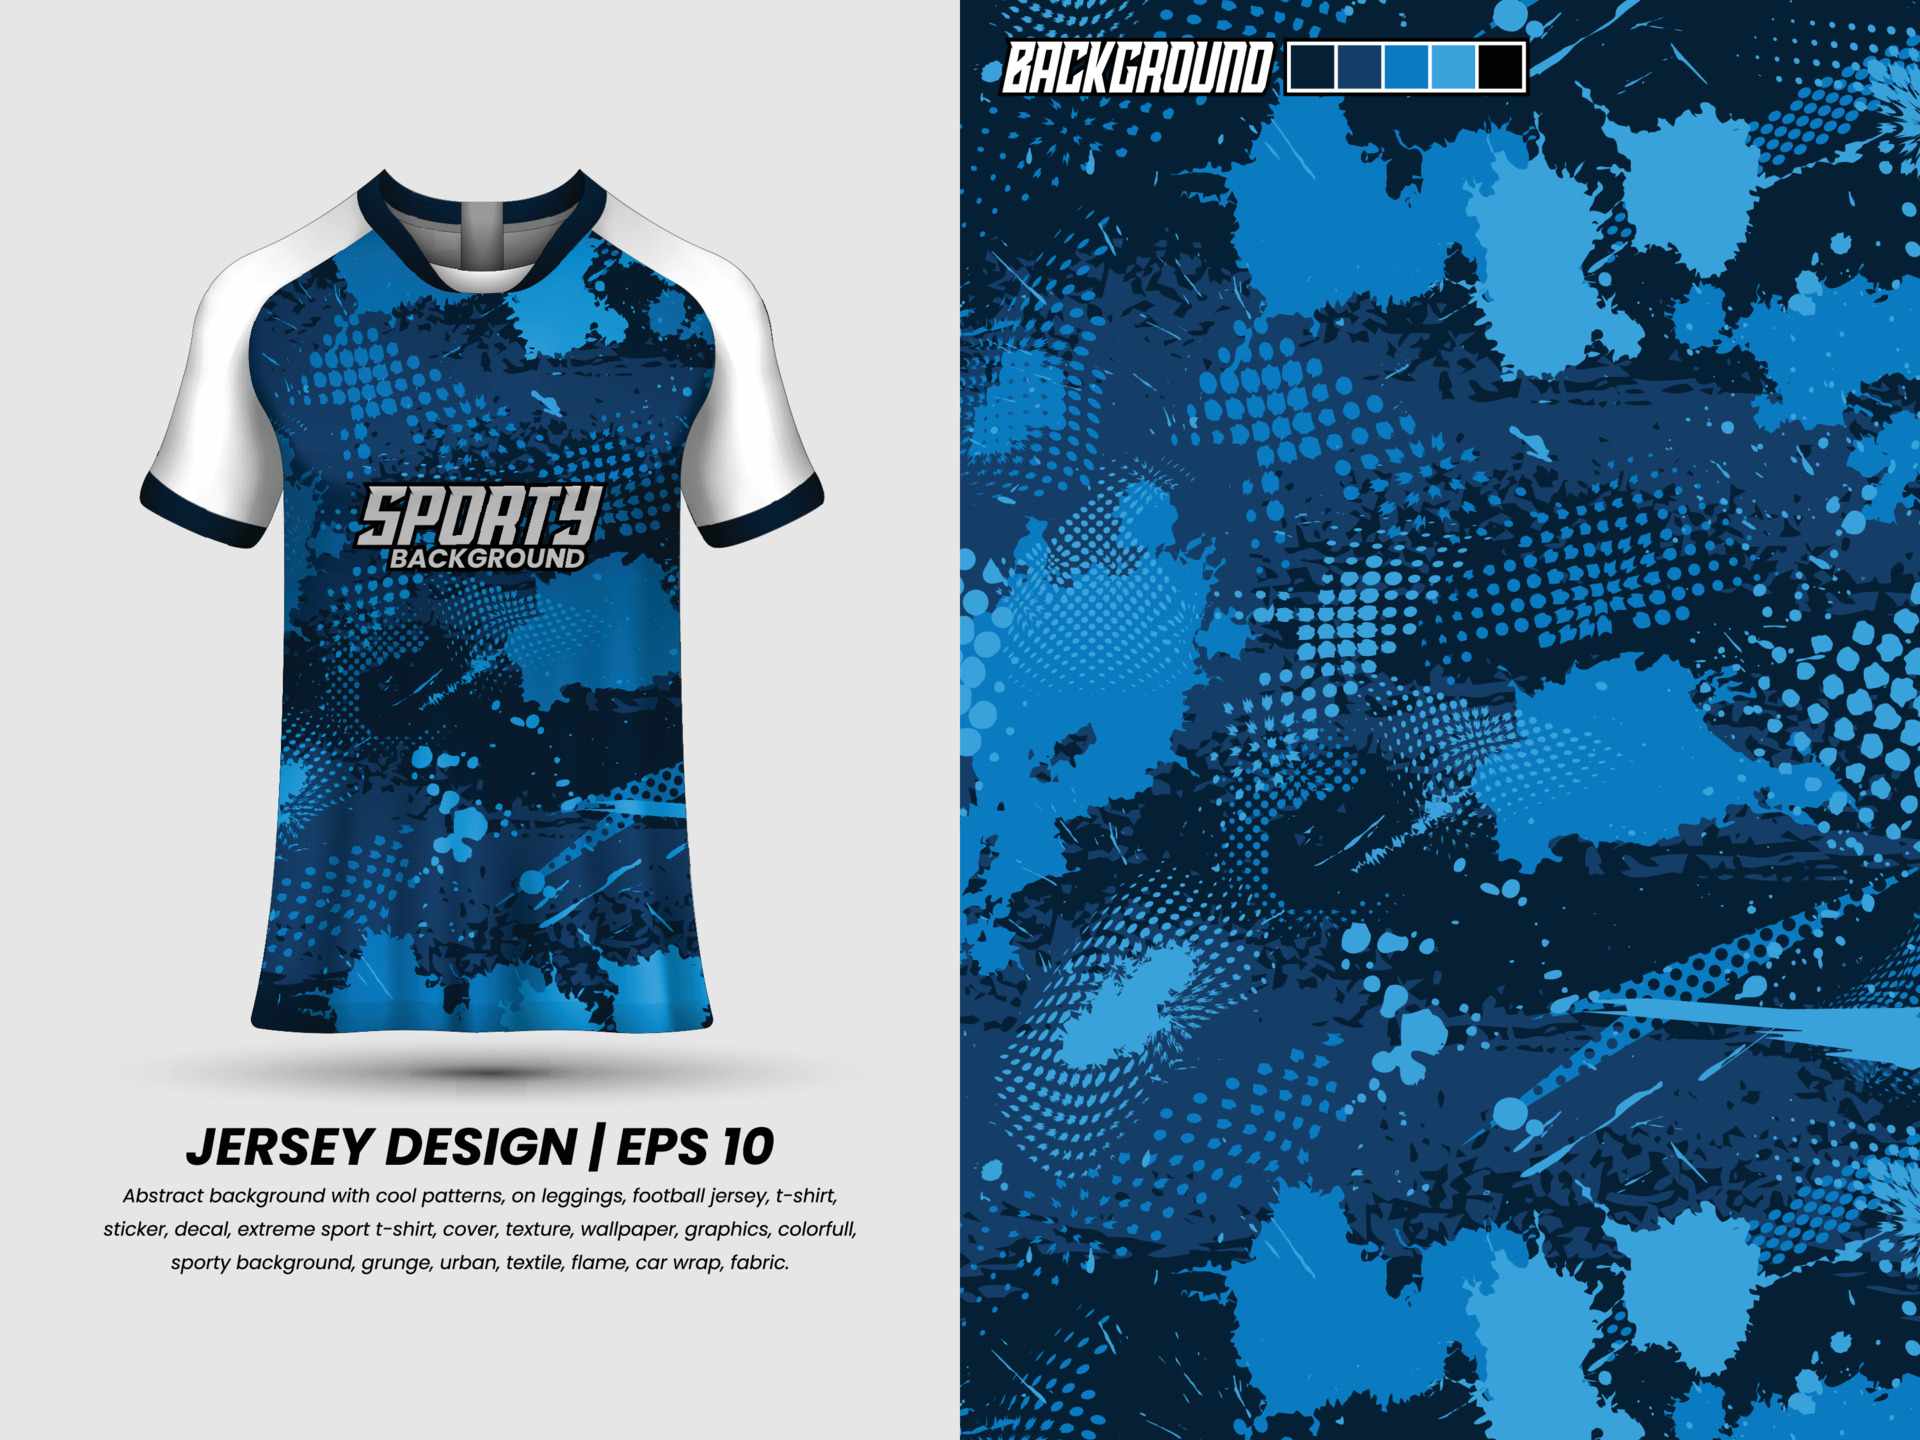 BACKGROUND
SPORTY
BACKGROUND
JERSEY DESIGN | EPS 10
Abstract background with cool patterns, on leggings, football jersey, t-shirt,
sticker, decal, extreme sport t-shirt, cover, texture, wallpaper, graphics, colorfull,
sporty background, grunge, urban, textile, flame, car wrap, fabric.